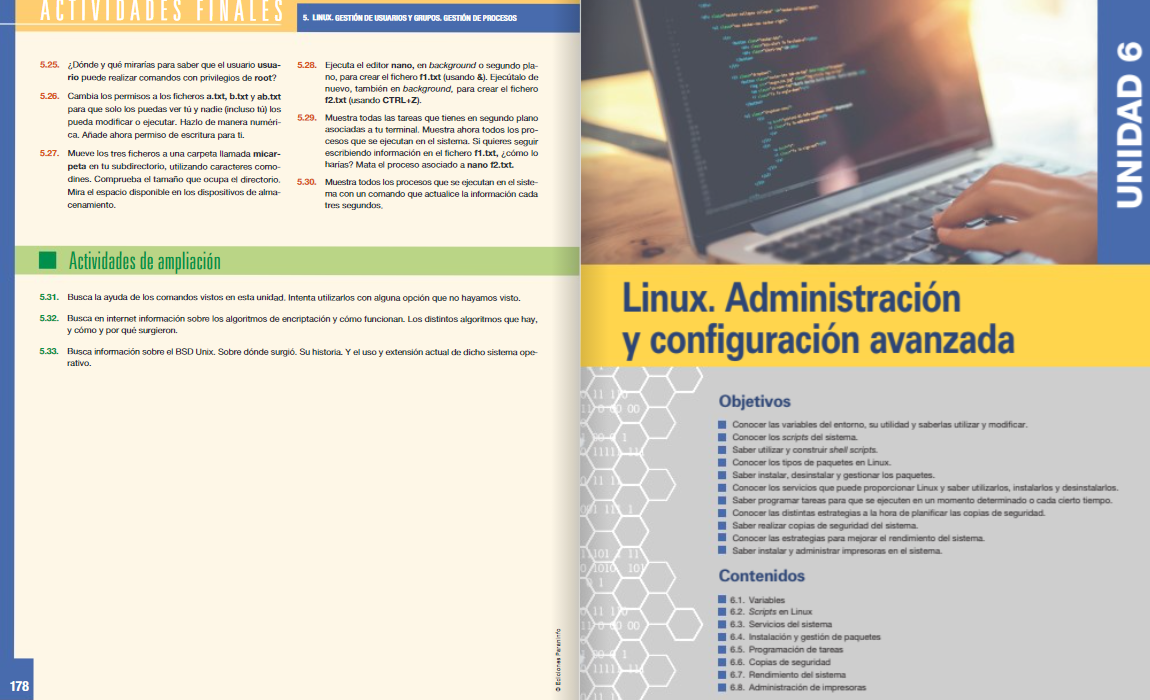 ACTIVIDADES FINALES
5. LINUX. GESTIÓN DE USUARIOS Y GRUPOS. GESTIÓN DE PROCESOS
5.25. ¿Dónde y qué mirarías para saber que el usuario usua-
rio puede realizar comandos con privilegios de root?
5.26. Cambia los permisos a los ficheros a.txt, b.txt y ab.txt
para que solo los puedas ver tú y nadie (incluso tú) los
pueda modificar o ejecutar. Hazlo de manera numéri-
ca. Añade ahora permiso de escritura para ti.
5.27. Mueve los tres ficheros a una carpeta llamada micar-
peta en tu subdirectorio, utilizando caracteres como-
dines. Comprueba el tamaño que ocupa el directorio.
Mira el espacio disponible en los dispositivos de alma-
cenamiento.
5.28. Ejecuta el editor nano, en background o segundo pla-
no, para crear el fichero f1.txt (usando &). Ejecútalo de
nuevo, también en background, para crear el fichero
f2.txt (usando CTRL+Z).
5.29. Muestra todas las tareas que tienes en segundo plano
asociadas a tu terminal. Muestra ahora todos los pro-
cesos que se ejecutan en el sistema. Si quieres seguir
escribiendo información en el fichero f1.txt, ¿cómo lo
harías? Mata el proceso asociado a nano f2.txt.
5.30. Muestra todos los procesos que se ejecutan en el siste-
ma con un comando que actualice la información cada
tres segundos.
Actividades de ampliación
5.31. Busca la ayuda de los comandos vistos en esta unidad. Intenta utilizarlos con alguna opción que no hayamos visto.
5.32. Busca en internet información sobre los algoritmos de encriptación y cómo funcionan. Los distintos algoritmos que hay,
y cómo y por qué surgieron.
5.33. Busca información sobre el BSD Unix. Sobre dónde surgió. Su historia. Y el uso y extensión actual de dicho sistema ope-
rativo.
© Ediciones Paraninfo
178
UNIDAD 6
Linux. Administración
y configuración avanzada
Objetivos
Conocer las variables del entorno, su utilidad y saberlas utilizar y modificar.
Conocer los scripts del sistema.
Saber utilizar y construir shell scripts.
Conocer los tipos de paquetes en Linux.
Saber instalar, desinstalar y gestionar los paquetes.
Conocer los servicios que puede proporcionar Linux y saber utilizarlos, instalarlos y desinstalarlos.
Saber programar tareas para que se ejecuten en un momento determinado o cada cierto tiempo.
Conocer las distintas estrategias a la hora de planificar las copias de seguridad.
Saber realizar copias de seguridad del sistema.
Conocer las estrategias para mejorar el rendimiento del sistema.
Saber instalar y administrar impresoras en el sistema.
Contenidos
6.1. Variables
6.2. Scripts en Linux
6.3. Servicios del sistema
6.4. Instalación y gestión de paquetes
6.5. Programación de tareas
6.6. Copias de seguridad
6.7. Rendimiento del sistema
6.8. Administración de impresoras